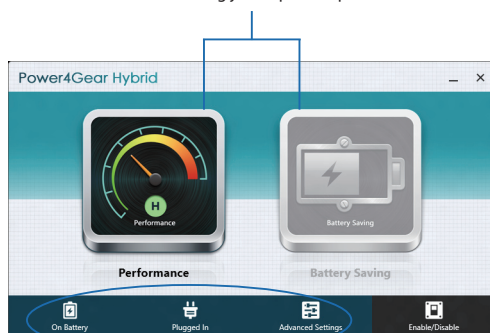 Power4Gear Hybrid
H
Performance
Battery Saving
Performance
Battery Saving
On Battery
Plugged In
Advanced Settings
Enable/Disable